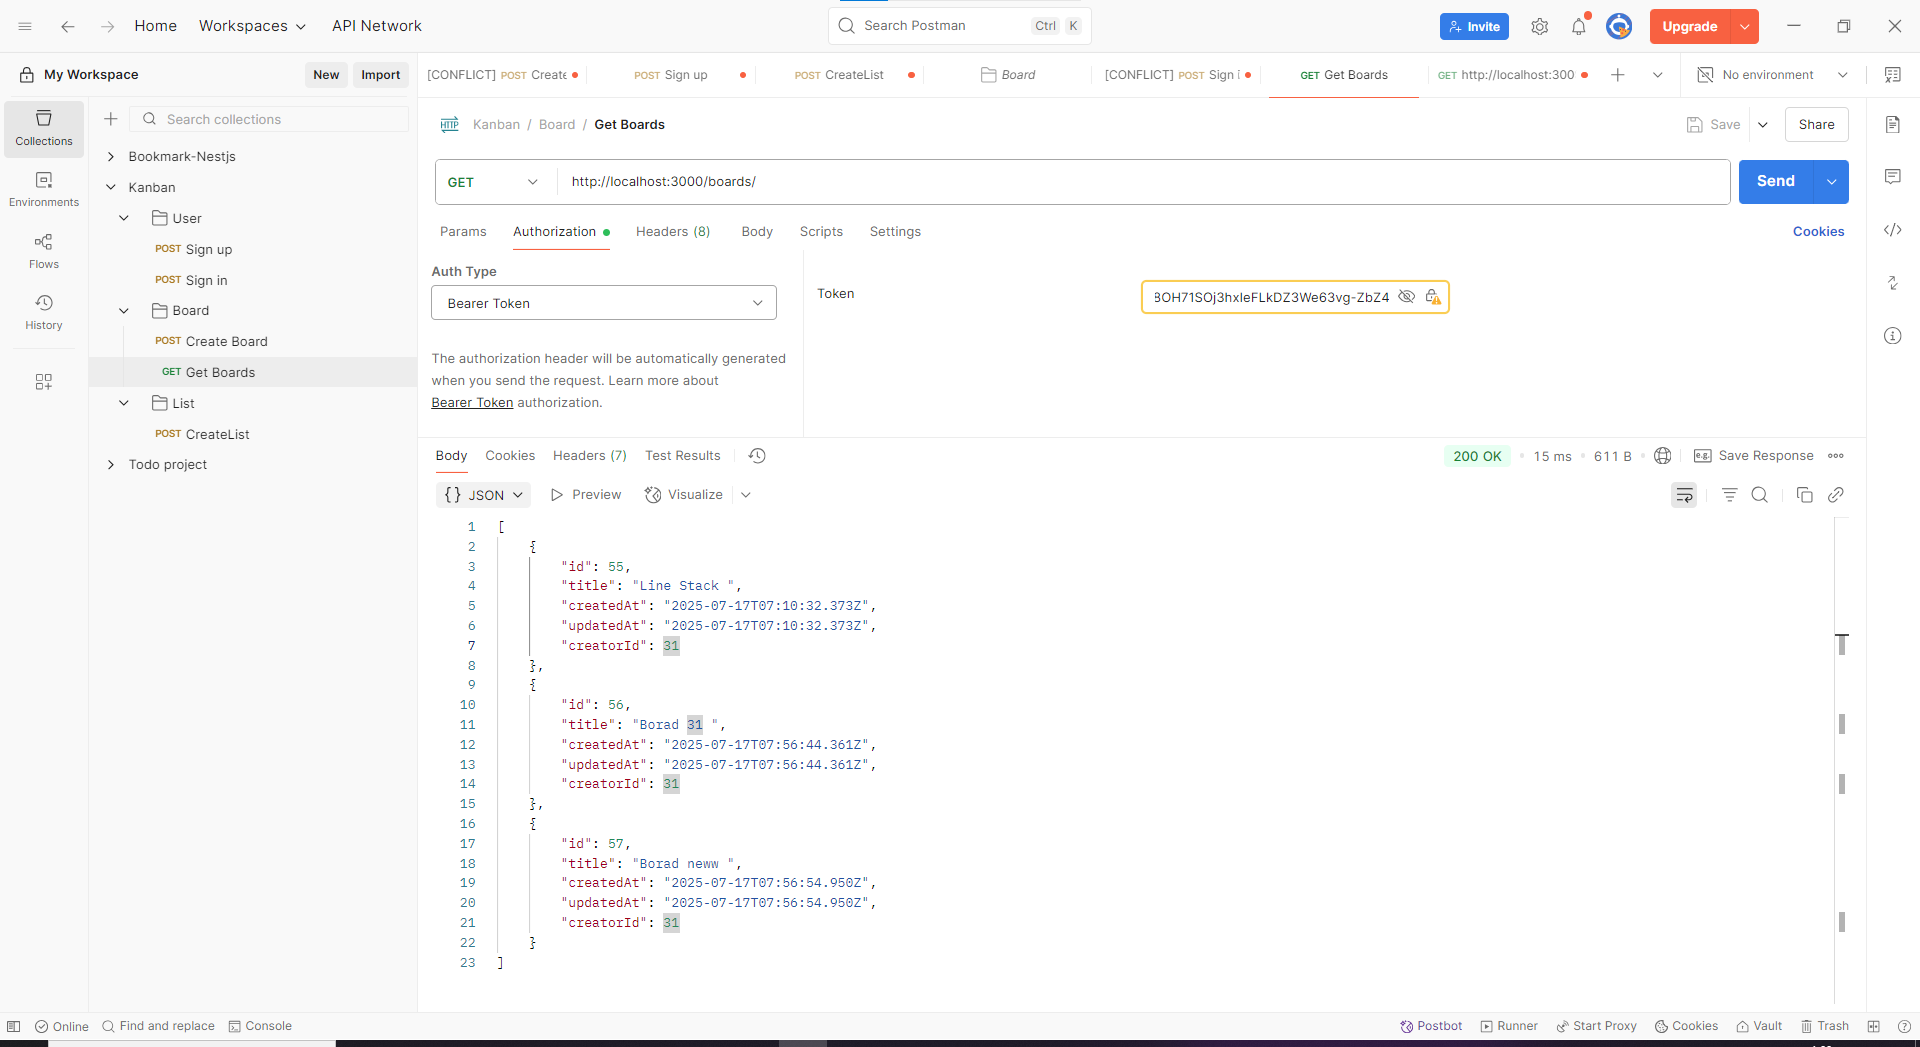 Home
Workspaces
API Network
Search Postman
Ctrl
K
Invite
Upgrade
My Workspace
New
Import
[CONFLICT] POST Create
POST Sign up
POST CreateList
Board
[CONFLICT] POST Sign i
GET Get Boards
GET http://localhost:300
No environment
Collections
Environments
Flows
History
Search collections
Bookmark-Nestjs
Kanban
User
POST Sign up
POST Sign in
Board
POST Create Board
GET Get Boards
List
POST CreateList
Todo project
HTTP
Kanban / Board / Get Boards
Save
Share
GET
http://localhost:3000/boards/
Send
Params
Authorization
Headers (8)
Body
Scripts
Settings
Cookies
Auth Type
Bearer Token
The authorization header will be automatically generated
when you send the request. Learn more about
Bearer Token authorization.
Token
8OH71SOj3hxIeFLkDZ3We63vg-ZbZ4
Body
Cookies
Headers (7)
Test Results
200 OK
15 ms
611 B
e.g.
Save Response
{} JSON
Preview
Visualize
1 [
2 {
3 "id": 55,
4 "title": "Line Stack ",
5 "createdAt": "2025-07-17T07:10:32.373Z",
6 "updatedAt": "2025-07-17T07:10:32.373Z",
7 "creatorId": 31
8 },
9 {
10 "id": 56,
11 "title": "Borad 31 ",
12 "createdAt": "2025-07-17T07:56:44.361Z",
13 "updatedAt": "2025-07-17T07:56:44.361Z",
14 "creatorId": 31
15 },
16 {
17 "id": 57,
18 "title": "Borad neww ",
19 "createdAt": "2025-07-17T07:56:54.950Z",
20 "updatedAt": "2025-07-17T07:56:54.950Z",
21 "creatorId": 31
22 }
23 ]
Online
Find and replace
Console
Postbot
Runner
Start Proxy
Cookies
Vault
Trash